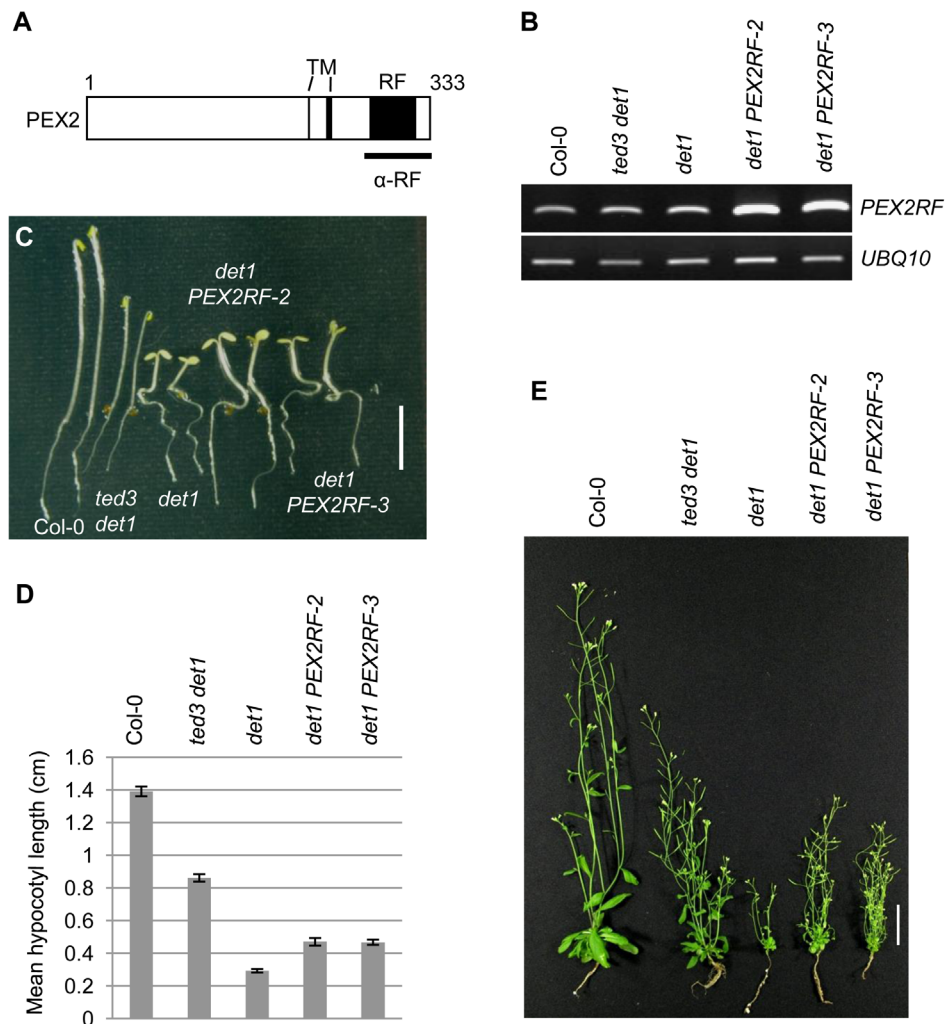 A
1
TM
RF
333
PEX2
α-RF
B
Col-0
ted3 det1
det1
det1 PEX2RF-2
det1 PEX2RF-3
PEX2RF
UBQ10
C
det1
PEX2RF-2
Col-0
ted3
det1
det1
det1
PEX2RF-3
D
Col-0
ted3 det1
det1
det1 PEX2RF-2
det1 PEX2RF-3
Mean hypocotyl length (cm)
1.6
1.4
1.2
1
0.8
0.6
0.4
0.2
0
E
Col-0
ted3 det1
det1
det1 PEX2RF-2
det1 PEX2RF-3